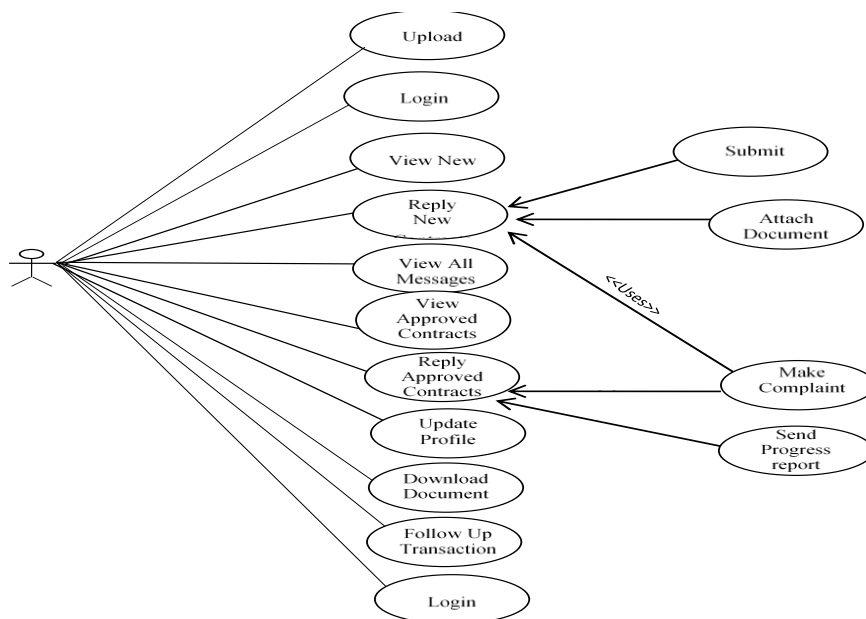 Upload
Login
View New
Reply
New
View All
Messages
View
Approved
Contracts
Reply
Approved
Contracts
Update
Profile
Download
Document
Follow Up
Transaction
Login
Submit
Attach
Document
<<Uses>>
Make
Complaint
Send
Progress
report